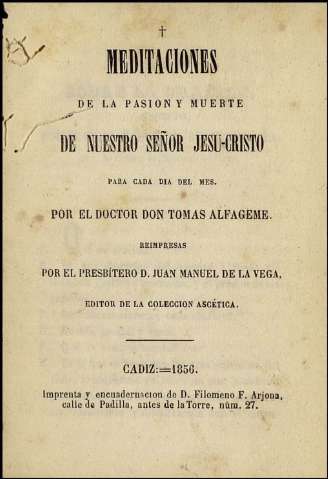 †
MEDITACIONES
DE LA PASION Y MUERTE
DE NUESTRO SEÑOR JESU-CRISTO
PARA CADA DIA DEL MES.
POR EL DOCTOR DON TOMAS ALFAGEME.
REIMPRESAS
POR EL PRESBÍTERO D. JUAN MANUEL DE LA VEGA,
EDITOR DE LA COLECCION ASCÉTICA.
CADIZ:=1856.
Imprenta y encuadernacion de D. Filomeno F. Arjona,
calle de Padilla, antes de la Torre, núm. 27.